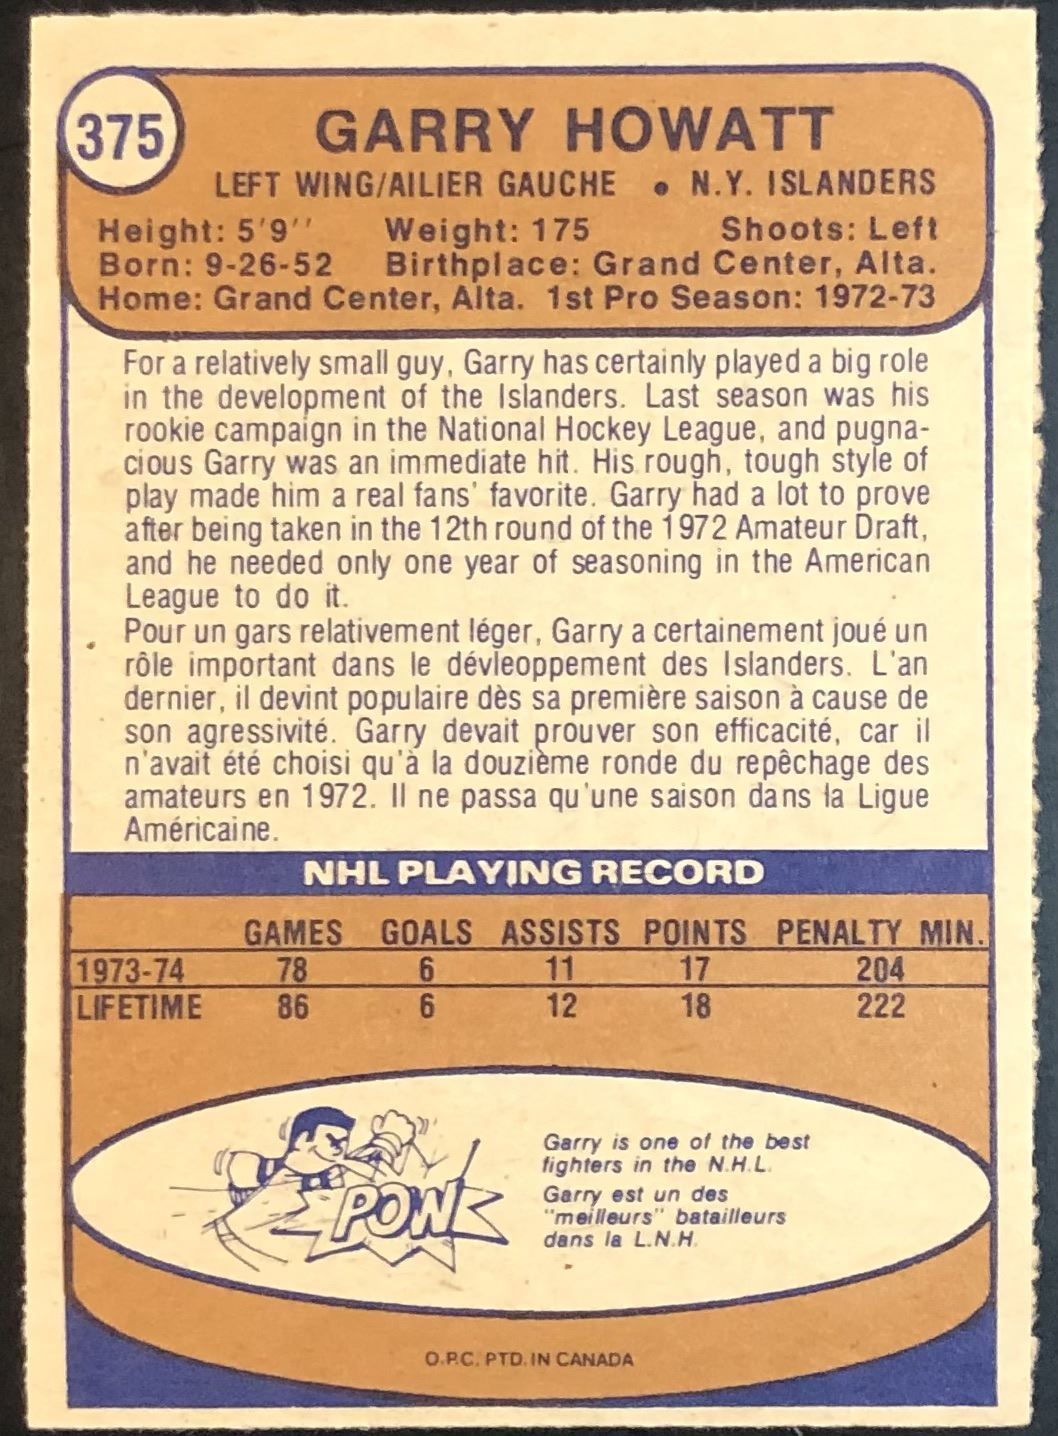 375
GARRY HOWATT
LEFT WING/AILIER GAUCHE • N.Y. ISLANDERS
Height: 5'9'' Weight: 175 Shoots: Left
Born: 9-26-52 Birthplace: Grand Center, Alta.
Home: Grand Center, Alta. 1st Pro Season: 1972-73
For a relatively small guy, Garry has certainly played a big role
in the development of the Islanders. Last season was his
rookie campaign in the National Hockey League, and pugna-
cious Garry was an immediate hit. His rough, tough style of
play made him a real fans' favorite. Garry had a lot to prove
after being taken in the 12th round of the 1972 Amateur Draft,
and he needed only one year of seasoning in the American
League to do it.
Pour un gars relativement léger, Garry a certainement joué un
rôle important dans le dévleoppement des Islanders. L'an
dernier, il devint populaire dès sa première saison à cause de
son agressivité. Garry devait prouver son efficacité, car il
n'avait été choisi qu'à la douzième ronde du repêchage des
amateurs en 1972. Il ne passa qu'une saison dans la Ligue
Américaine.
NHL PLAYING RECORD
GAMES GOALS ASSISTS POINTS PENALTY MIN.
1973-74 78 6 11 17 204
LIFETIME 86 6 12 18 222
POW!
Garry is one of the best
fighters in the N.H.L.
Garry est un des
"meilleurs" batailleurs
dans la L.N.H.
O.P.C. PTD. IN CANADA